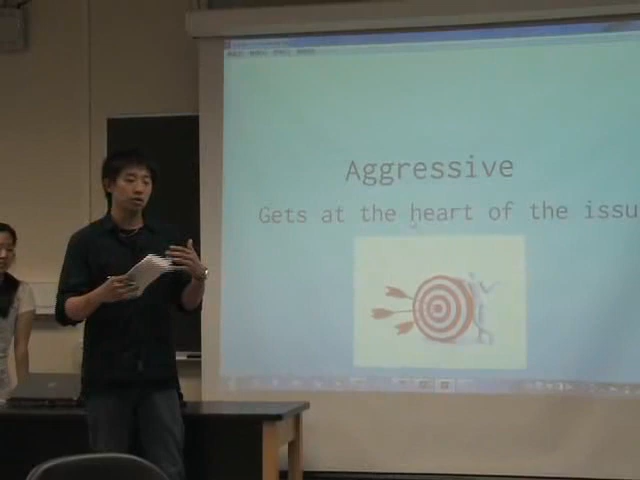 Aggressive
Gets at the heart of the issu